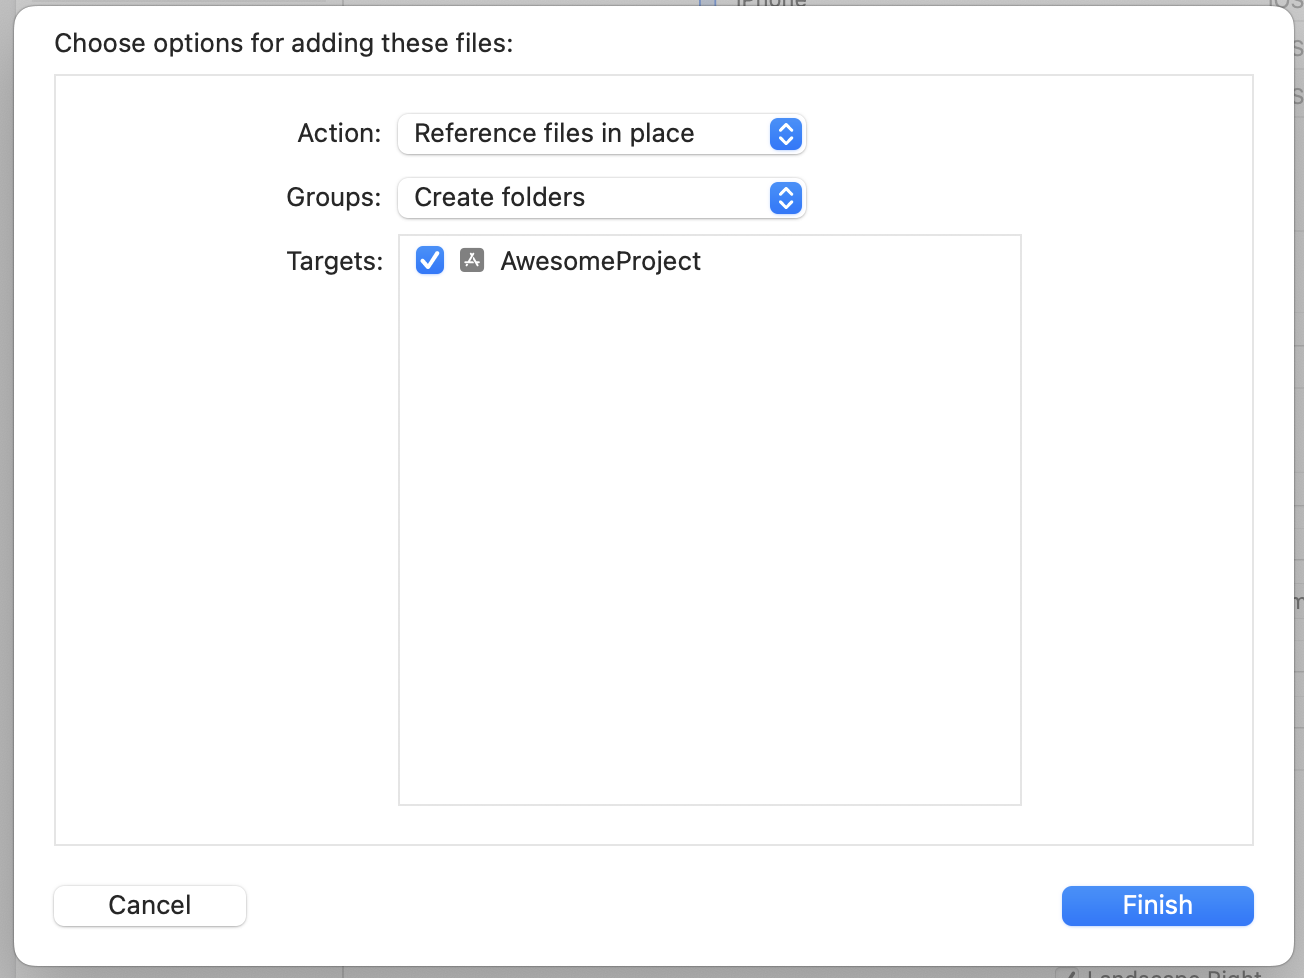 iPhone
Choose options for adding these files:
Action: Reference files in place
Groups: Create folders
Targets: AwesomeProject
Cancel
Finish
Landscape Right